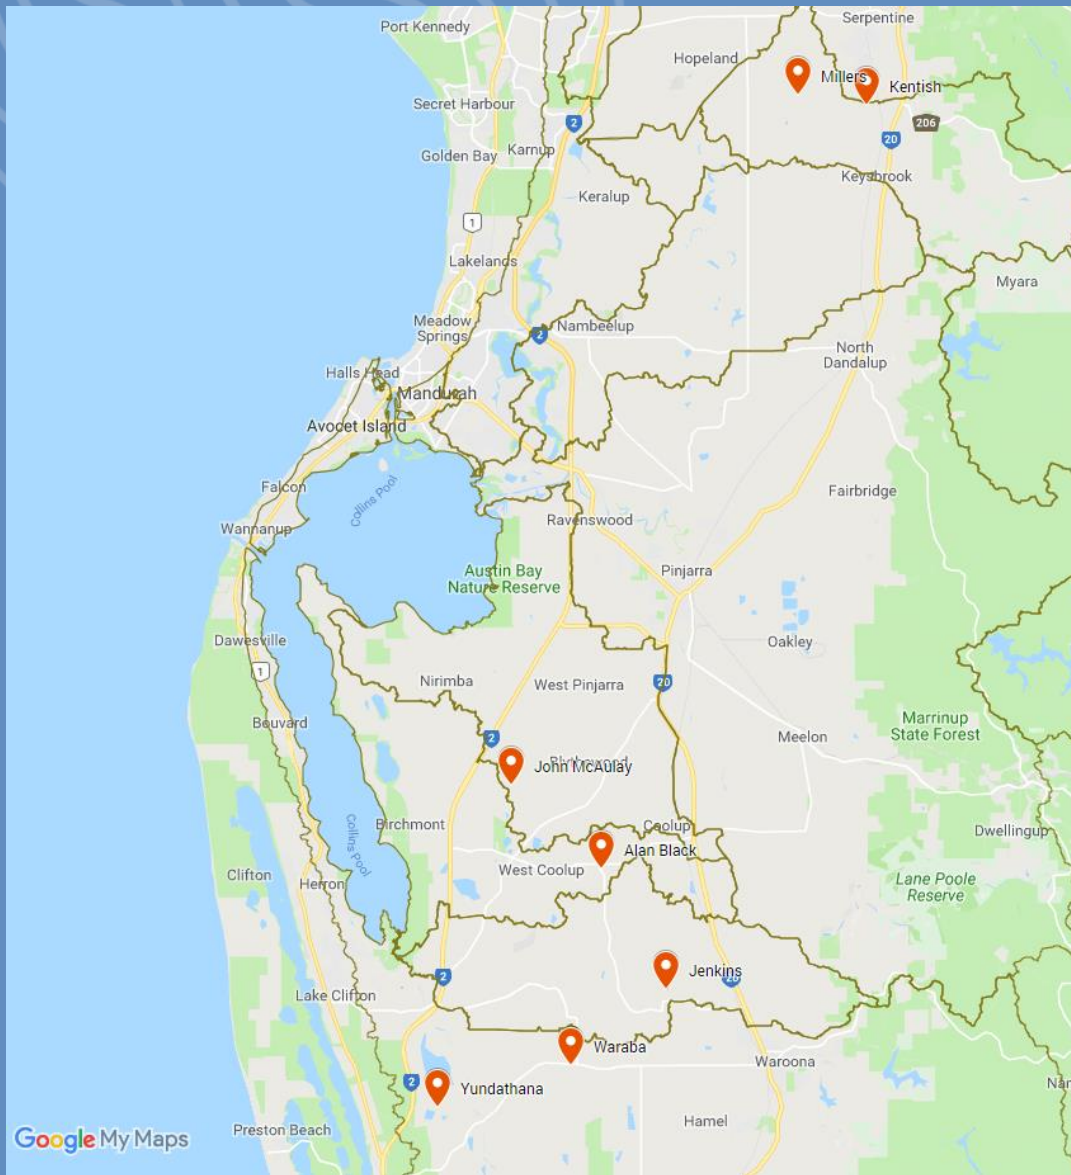 Port Kennedy
Serpentine
Hopeland
Millers
Kentish
Secret Harbour
2
206
20
Karnup
Golden Bay
Keysbrook
Keralup
1
Lakelands
Myara
Meadow
Springs
2
Nambeelup
North
Dandalup
Halls Head
Mandurah
Avocet Island
Falcon
Collins Pool
Fairbridge
Wannanup
Ravenswood
Austin Bay
Nature Reserve
Pinjarra
Dawesville
Oakley
1
Nirimba
West Pinjarra
20
Bouvard
Marrinup
State Forest
2
Meelon
John McAulay
Birchmont
Coolup
Collins Pool
Dwellingup
Alan Black
West Coolup
Clifton
Herron
Lane Poole
Reserve
Jenkins
2
20
Lake Clifton
Waraba
Waroona
2
Yundathana
Hamel
Preston Beach
Google My Maps